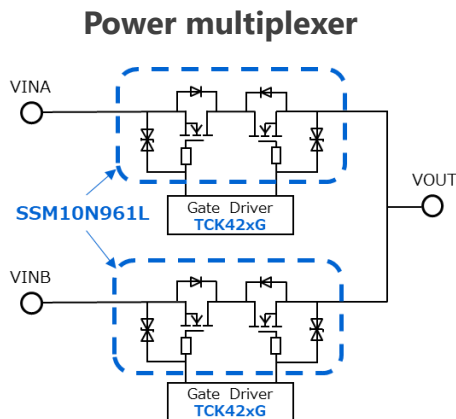 Power multiplexer
VINA
SSM10N961L
Gate Driver
TCK42xG
VOUT
VINB
Gate Driver
TCK42xG